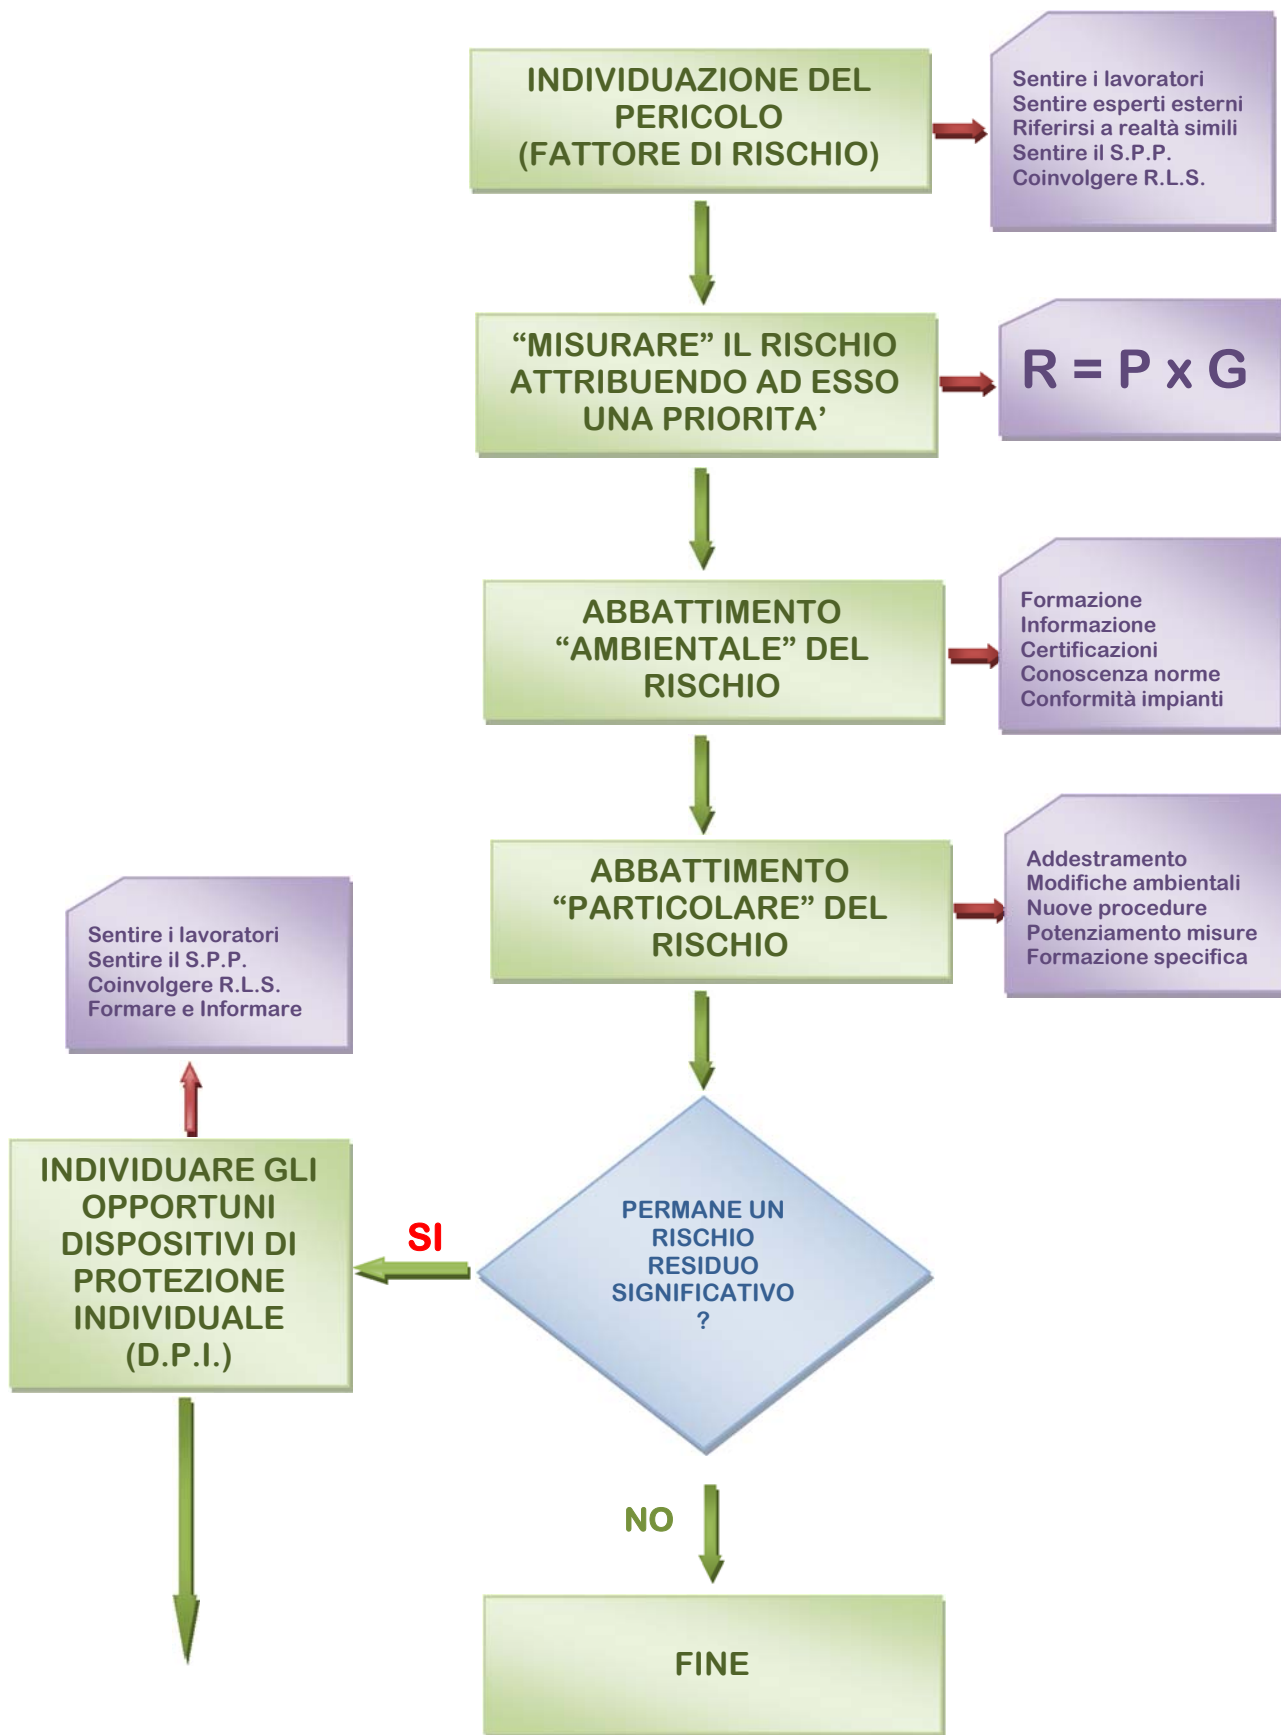 INDIVIDUAZIONE DEL
PERICOLO
(FATTORE DI RISCHIO)
Sentire i lavoratori
Sentire esperti esterni
Riferirsi a realtà simili
Sentire il S.P.P.
Coinvolgere R.L.S.
“MISURARE” IL RISCHIO
ATTRIBUENDO AD ESSO
UNA PRIORITA’
R = P x G
ABBATTIMENTO
“AMBIENTALE” DEL
RISCHIO
Formazione
Informazione
Certificazioni
Conoscenza norme
Conformità impianti
ABBATTIMENTO
“PARTICOLARE” DEL
RISCHIO
Addestramento
Modifiche ambientali
Nuove procedure
Potenziamento misure
Formazione specifica
Sentire i lavoratori
Sentire il S.P.P.
Coinvolgere R.L.S.
Formare e Informare
INDIVIDUARE GLI
OPPORTUNI
DISPOSITIVI DI
PROTEZIONE
INDIVIDUALE
(D.P.I.)
SI
PERMANE UN
RISCHIO
RESIDUO
SIGNIFICATIVO
?
NO
FINE